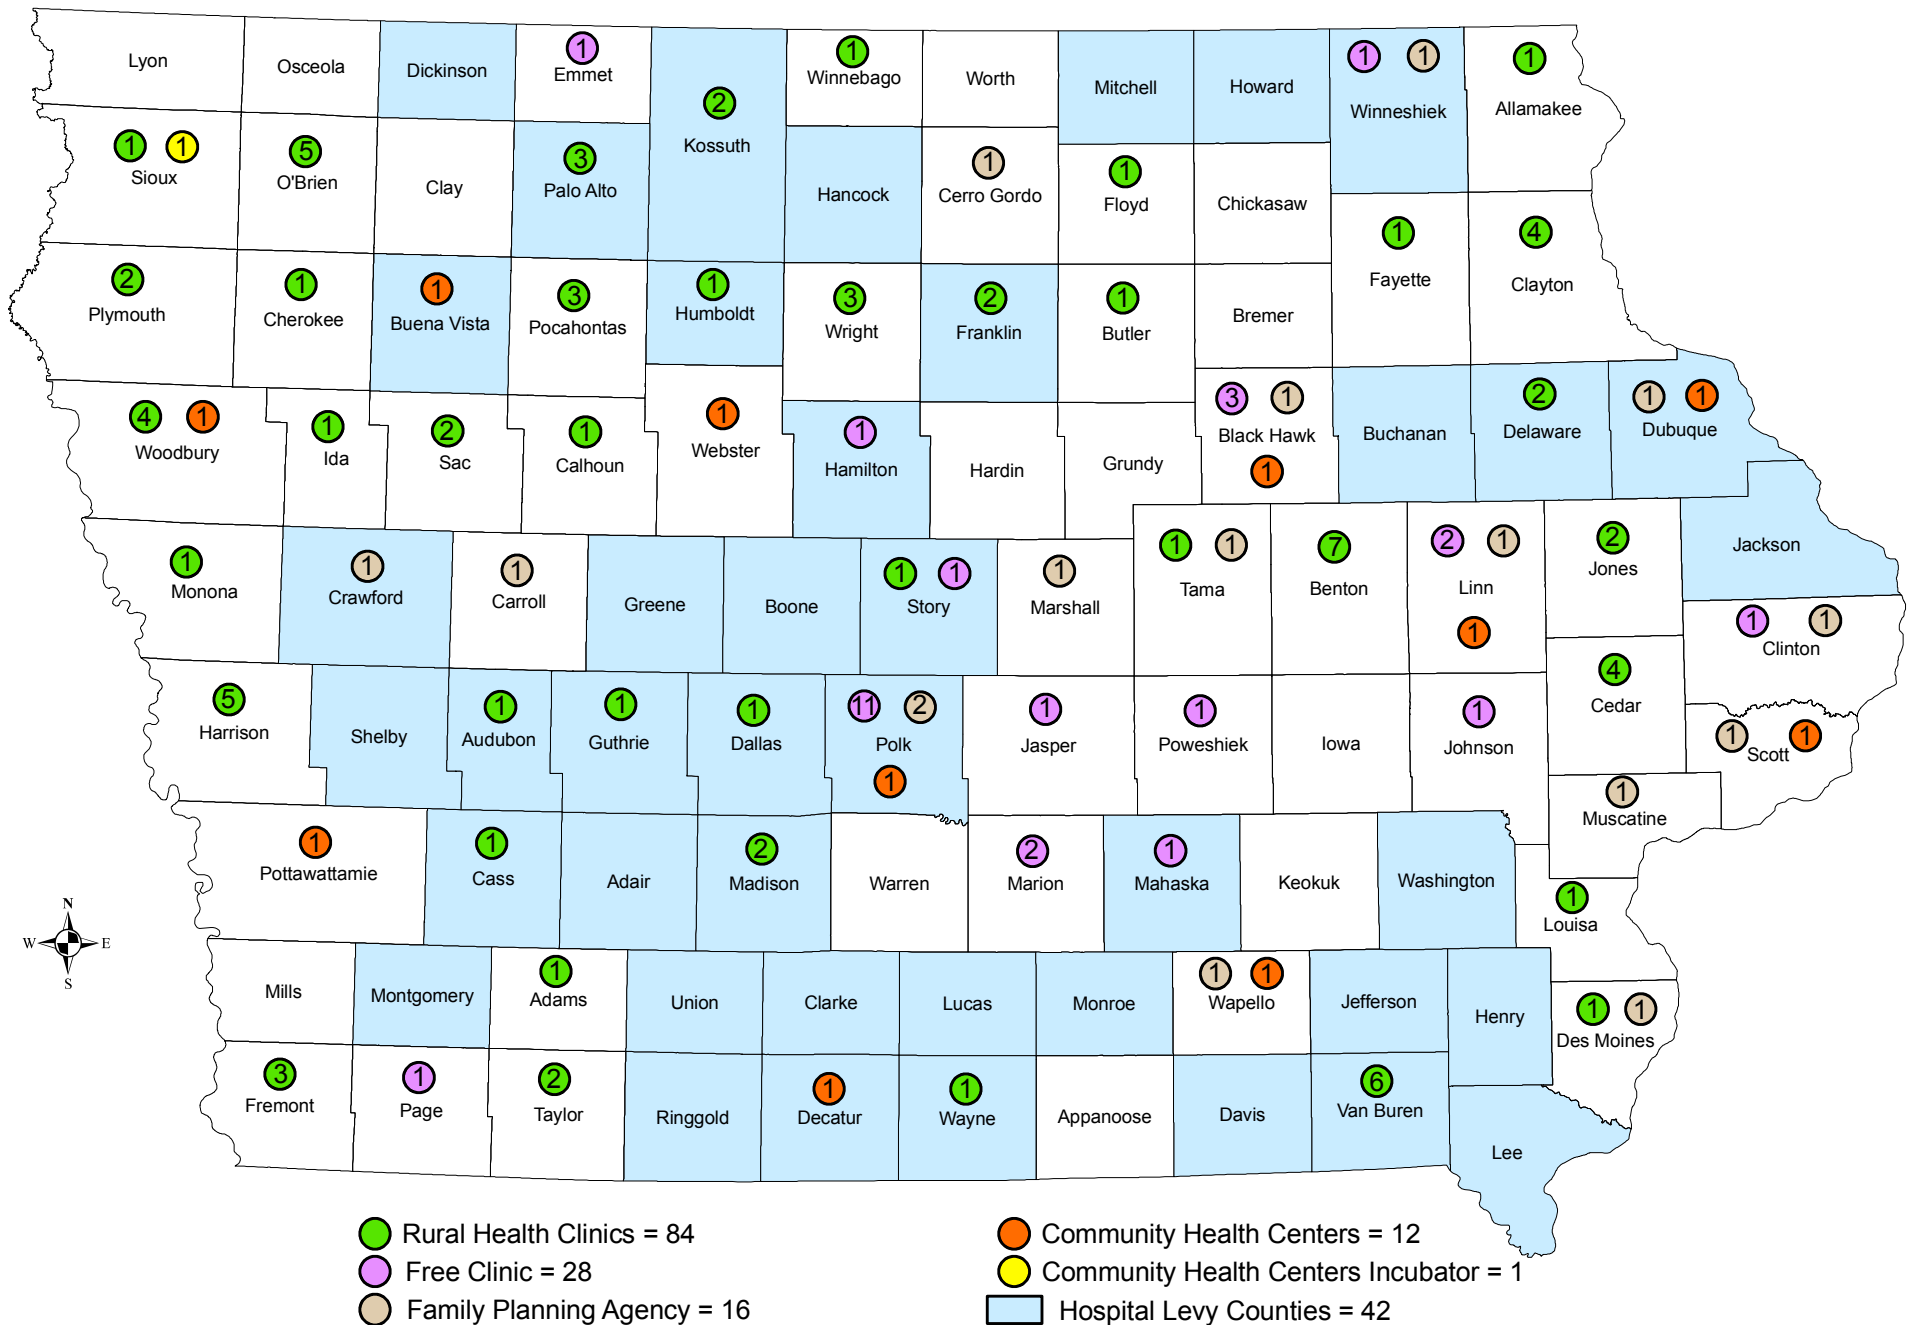 Lyon
Osceola
Dickinson
1
Emmet
2
Kossuth
1
Winnebago
Worth
Mitchell
Howard
1 1
Winneshiek
1
Allamakee
1 1
Sioux
5
O'Brien
Clay
3
Palo Alto
Hancock
1
Cerro Gordo
1
Floyd
Chickasaw
1
Fayette
4
Clayton
2
Plymouth
1
Cherokee
1
Buena Vista
3
Pocahontas
1
Humboldt
3
Wright
2
Franklin
1
Butler
Bremer
4 1
Woodbury
1
Ida
2
Sac
1
Calhoun
1
Webster
1
Hamilton
Hardin
Grundy
3 1
Black Hawk
1
Buchanan
2
Delaware
1 1
Dubuque
1
Monona
1
Crawford
1
Carroll
Greene
Boone
1 1
Story
1
Marshall
1 1
Tama
7
Benton
2 1
Linn
1
2
Jones
Jackson
1 1
Clinton
5
Harrison
Shelby
1
Audubon
1
Guthrie
1
Dallas
11 2
Polk
1
1
Jasper
1
Poweshiek
Iowa
1
Johnson
4
Cedar
1 1
Scott
1
Muscatine
1
Pottawattamie
1
Cass
Adair
2
Madison
Warren
2
Marion
1
Mahaska
Keokuk
Washington
1
Louisa
N
W E
S
Mills
Montgomery
1
Adams
Union
Clarke
Lucas
Monroe
1 1
Wapello
Jefferson
Henry
1 1
Des Moines
3
Fremont
1
Page
2
Taylor
Ringgold
1
Decatur
1
Wayne
Appanoose
Davis
6
Van Buren
Lee
Rural Health Clinics = 84
Free Clinic = 28
Family Planning Agency = 16
Community Health Centers = 12
Community Health Centers Incubator = 1
Hospital Levy Counties = 42